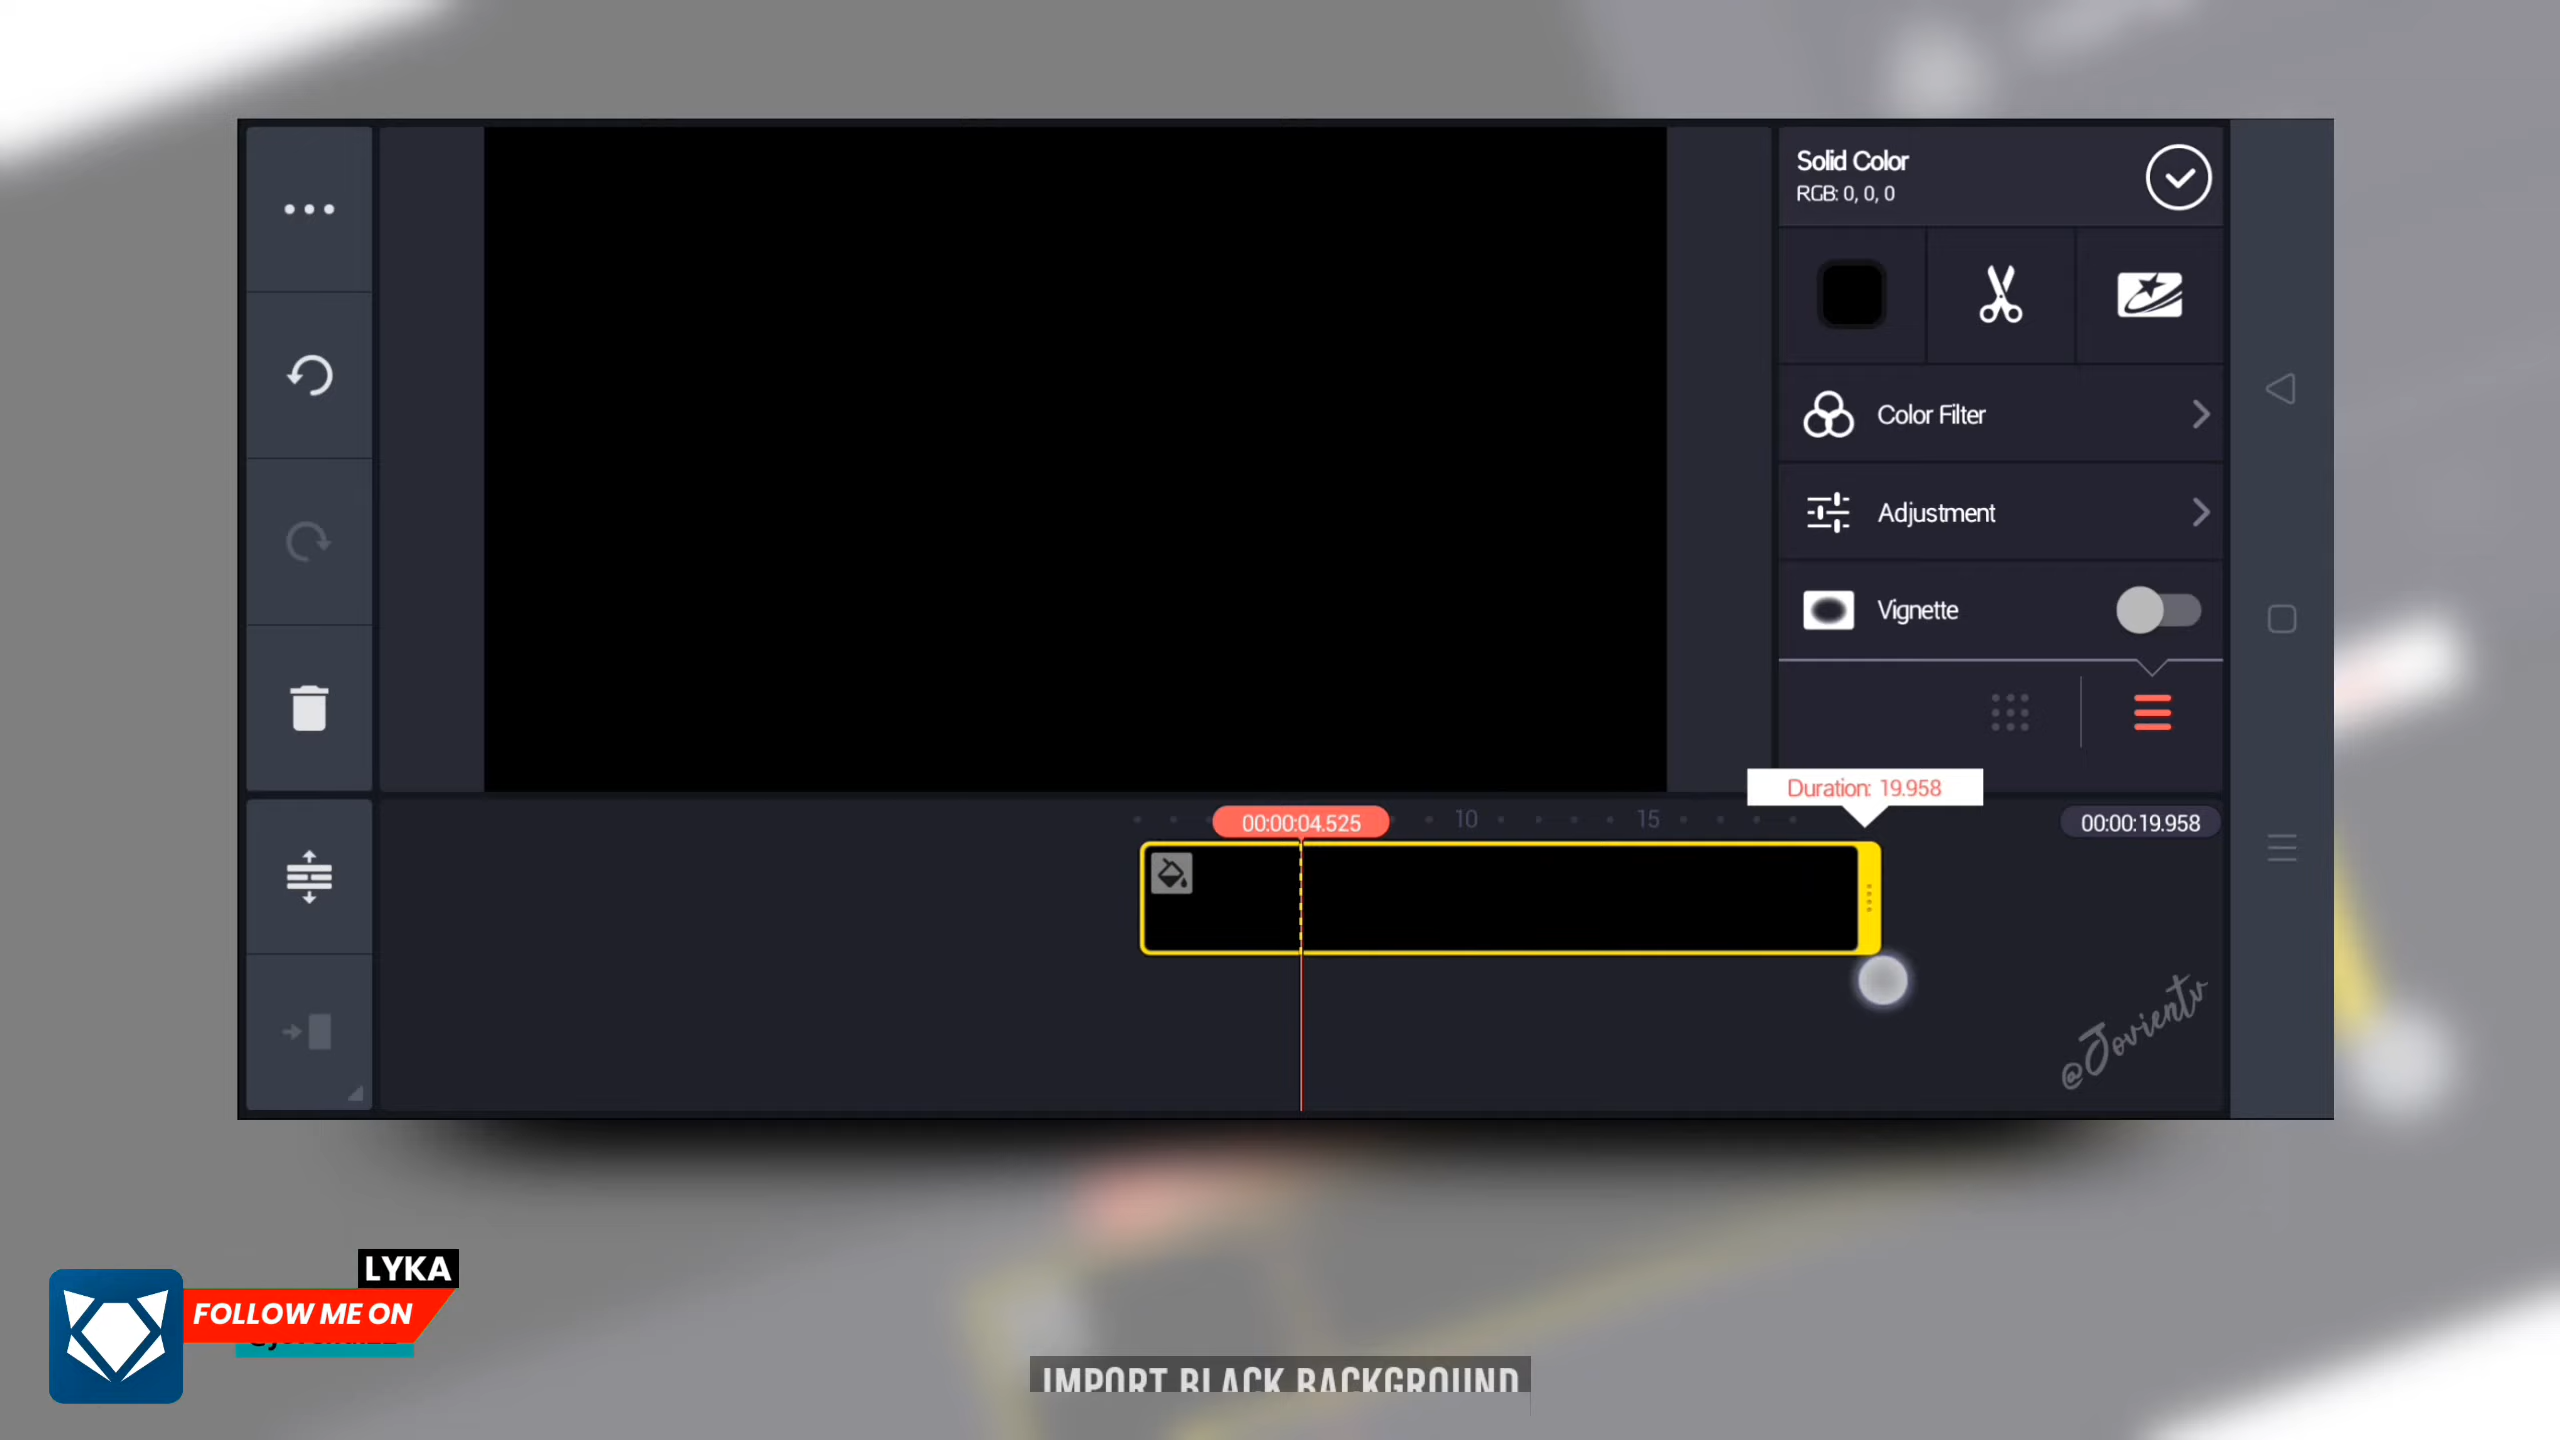 Solid Color
RGB: 0, 0, 0
Color Filter
Adjustment
Vignette
Duration: 19.958
00:00:04.525
10
15
00:00:19.958
@Jovientv
LYKA
FOLLOW ME ON
IMPORT BLACK BACKGROUND